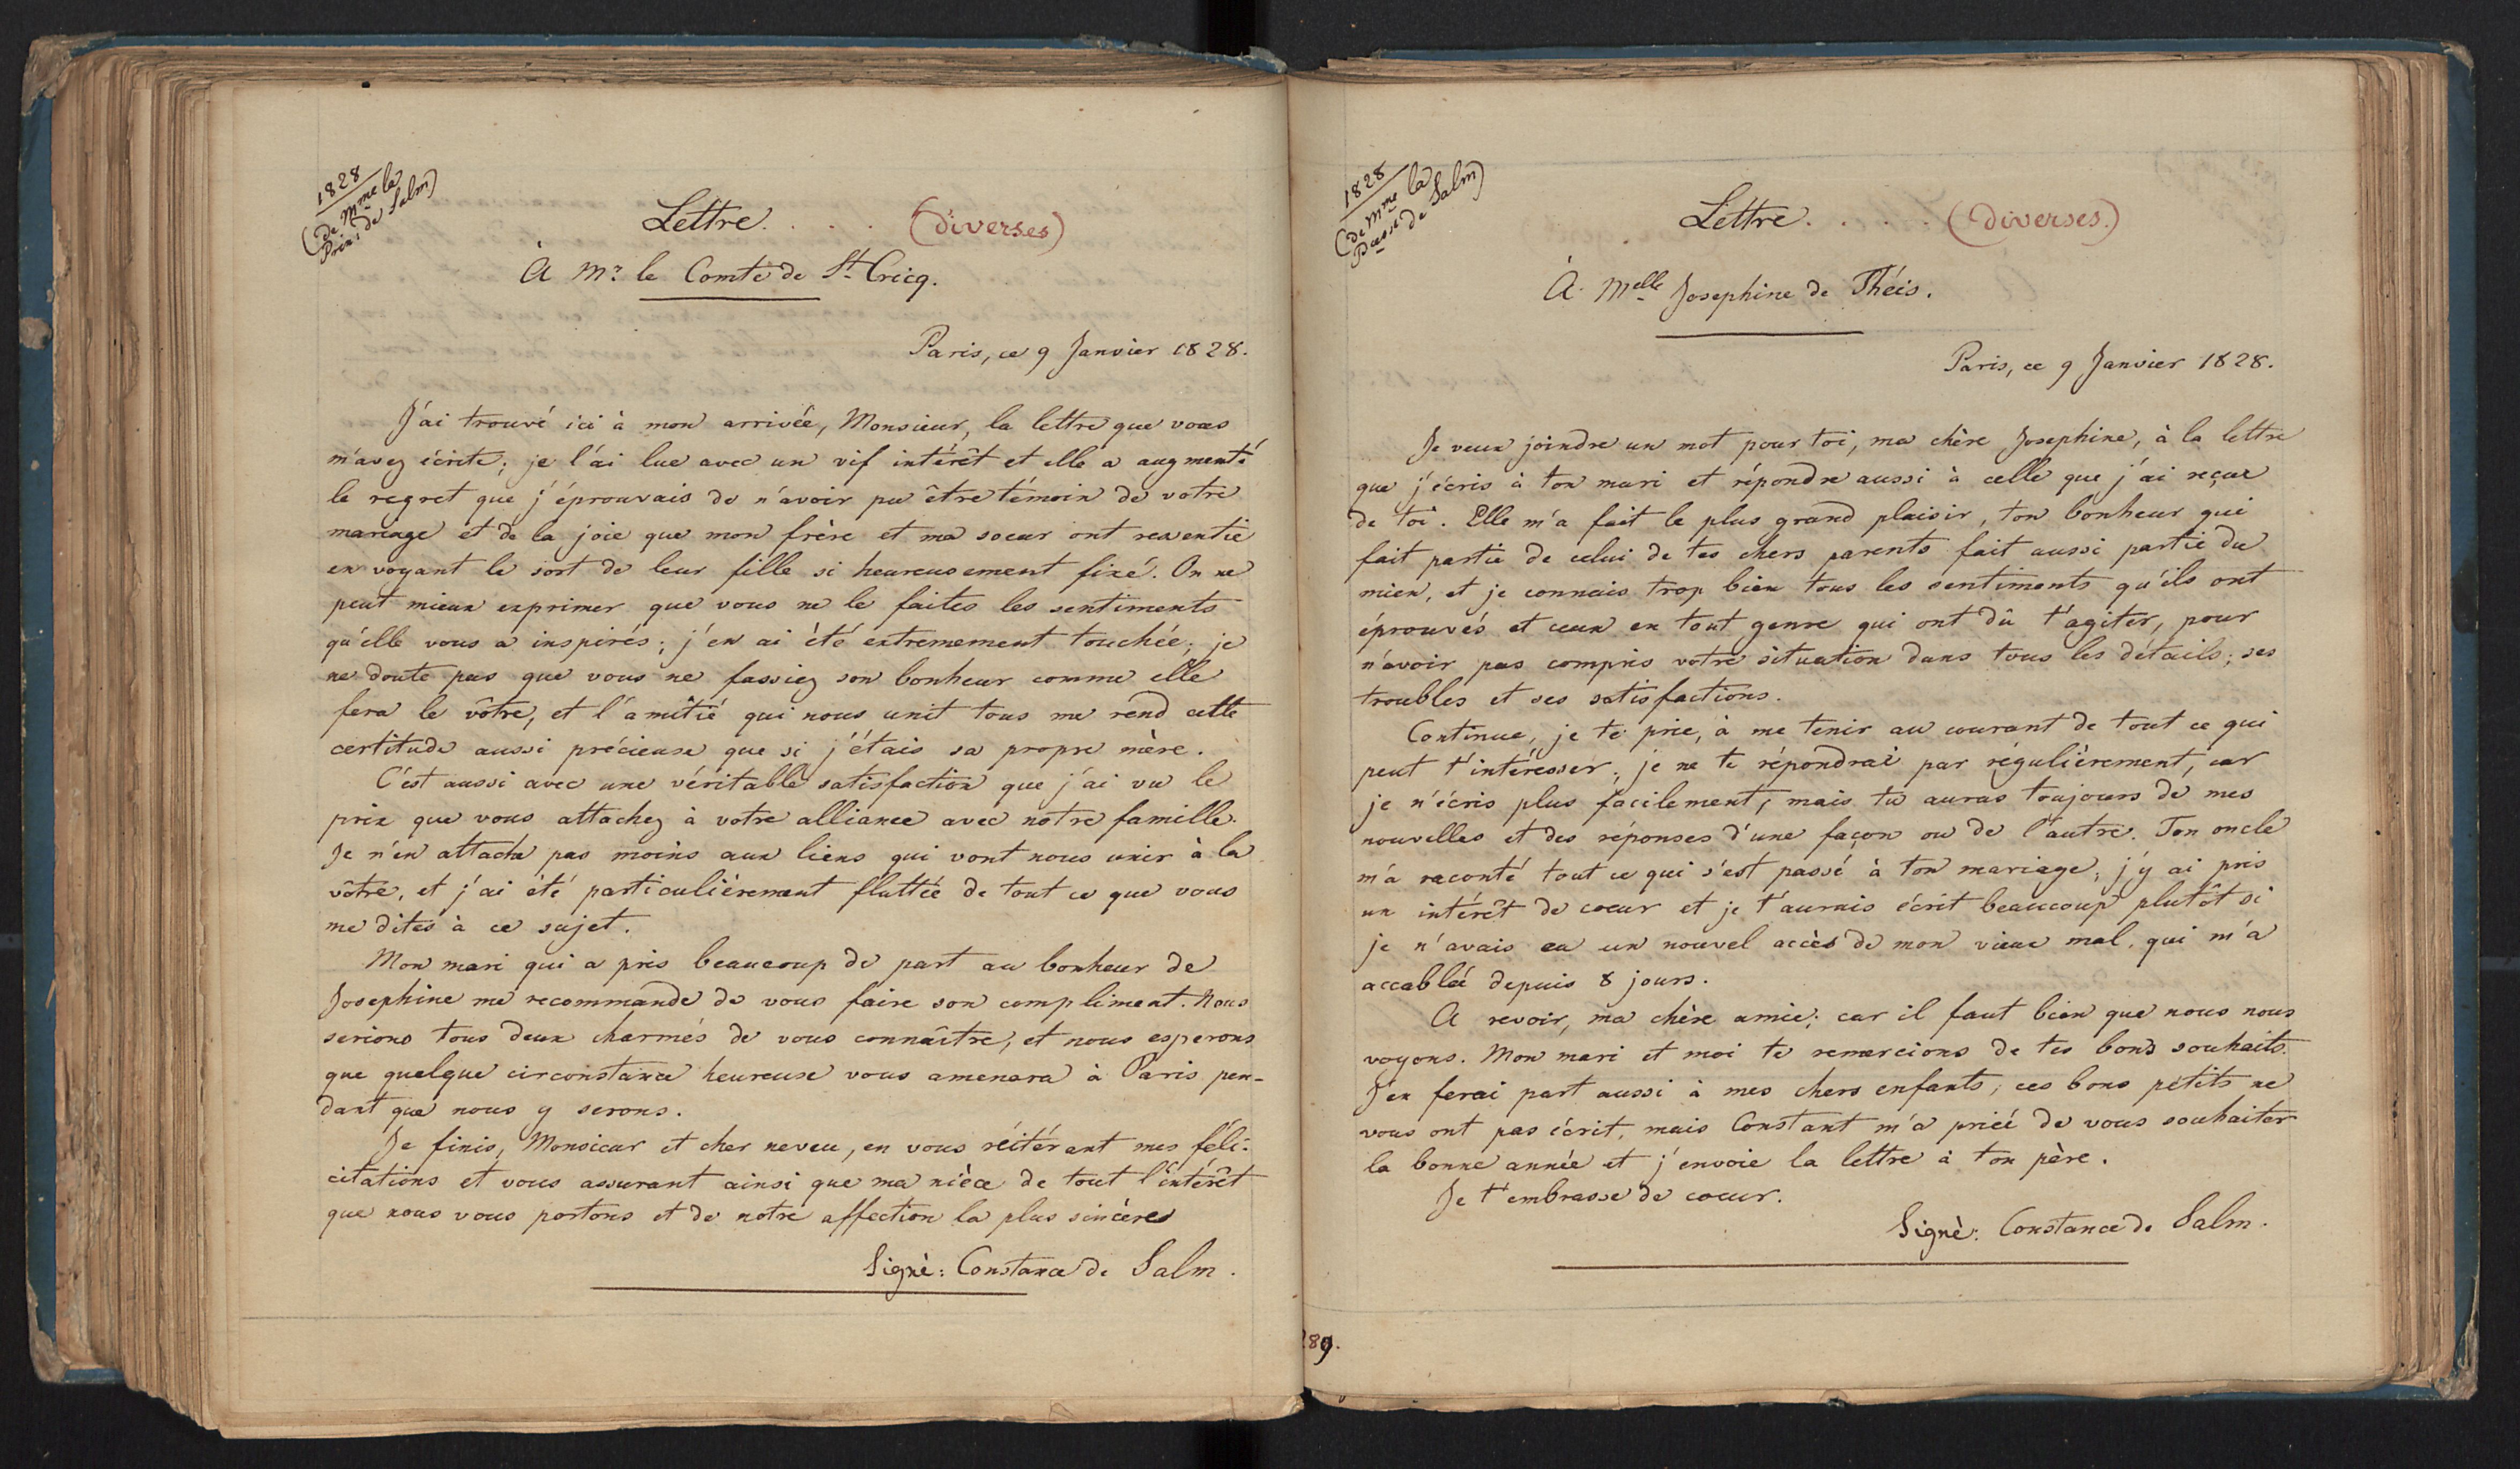 1828
(de Mme la
Prin: de Salm)
Lettre. . . . (diverses)
À Mr. le Comte de St. Cricq.
Paris, ce 9 Janvier 1828.
J'ai trouvé ici à mon arrivée, Monsieur, la lettre que vous
m'avez écrite; je l'ai lue avec un vif intérêt et elle a augmenté
le regret que j'éprouvais de n'avoir pu être témoin de votre
mariage et de la joie que mon frère et ma soeur ont ressentie
en voyant le sort de leur fille si heureusement fixé. On ne
peut mieux exprimer que vous ne le faites les sentiments
qu'elle vous a inspirés; j'en ai été extremement touchée; je
ne doute pas que vous ne fassiez son bonheur comme elle
fera le vôtre, et l'amitié qui nous unit tous me rend cette
certitude aussi précieuse que si j'étais sa propre mère.
C'est aussi avec une véritable satisfaction que j'ai vu le
prix que vous attachez à votre alliance avec notre famille.
Je n'en attache pas moins aux liens qui vont nous unir à la
vôtre, et j'ai été particulièrement flattée de tout ce que vous
me dites à ce sujet.
Mon mari qui a pris beaucoup de part au bonheur de
Josephine me recommande de vous faire son compliment. Nous
serions tous deux charmés de vous connaître, et nous esperons
que quelque circonstance heureuse vous amenera à Paris pen-
dant que nous y serons.
Je finis, Monsieur et cher neveu, en vous réitérant mes féli-
citations et vous assurant ainsi que ma nièce de tout l'intérêt
que nous vous portons et de notre affection la plus sincère
Signè: Constance de Salm.
1828
(de Mme la
Pcesse de Salm)
Lettre. . . . . (diverses.)
À Melle Josephine de Théis.
Paris, ce 9 Janvier 1828.
Je veux joindre un mot pour toi, ma chère Josephine, à la lettre
que j'écris à ton mari et répondre aussi à celle que j'ai reçue
de toi. Elle m'a fait le plus grand plaisir, ton bonheur qui
fait partie de celui de tes chers parents fait aussi partie du
mien, et je connais trop bien tous les sentiments qu'ils ont
éprouvés et ceux en tout genre qui ont dû t'agiter, pour
n'avoir pas compris votre situation dans tous les détails; ses
troubles et ses satisfactions.
Continue, je te prie, à me tenir au courant de tout ce qui
peut t'intéresser; je ne te répondrai par régulièrement, car
je n'écris plus facilement; mais tu auras toujours de mes
nouvelles et des réponses d'une façon ou de l'autre. Ton oncle
m'a raconté tout ce qui s'est passé à ton mariage; j'y ai pris
un intérêt de coeur et je t'aurais écrit beaucoup plutôt si
je n'avais eu un nouvel accès de mon vieux mal, qui m'a
accablée depuis 8 jours.
A revoir, ma chère amie; car il faut bien que nous nous
voyons. Mon mari et moi te remercions de tes bons souhaits.
J'en ferai part aussi à mes chers enfants; ces bons petits ne
vous ont pas écrit, mais Constant m'a priée de vous souhaiter
la bonne année et j'envoie la lettre à ton père.
Je t'embrasse de coeur.
Signè: Constance de Salm.
289.